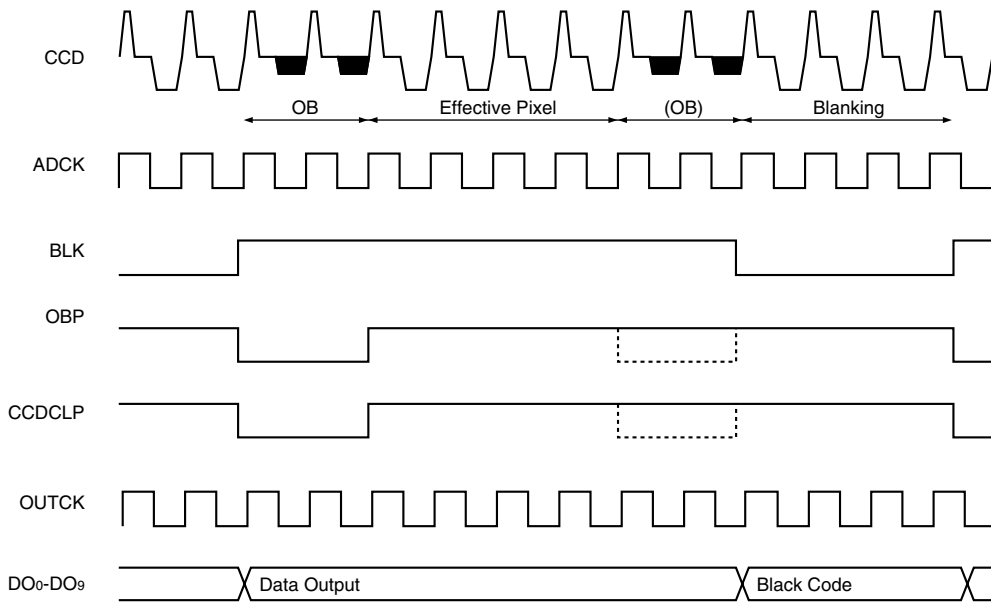 CCD
OB
Effective Pixel
(OB)
Blanking
ADCK
BLK
OBP
CCDCLP
OUTCK
DO0-DO9
Data Output
Black Code